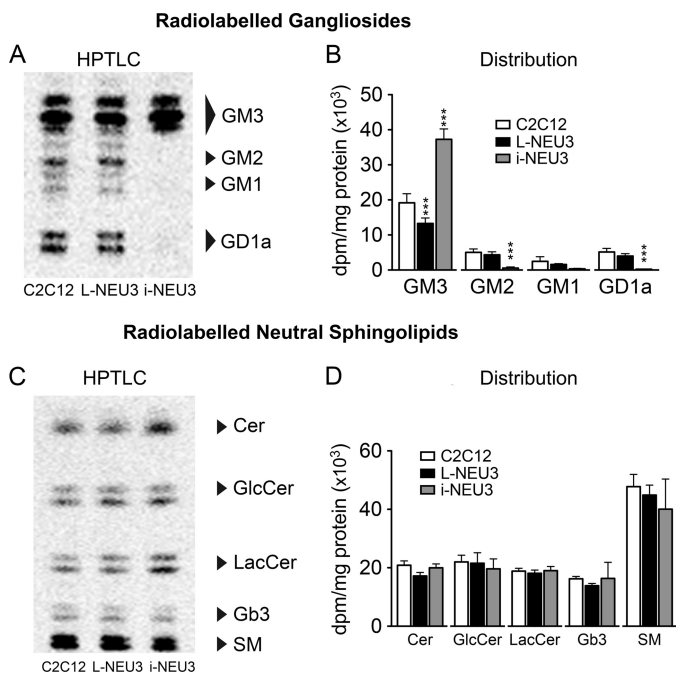 Radiolabelled Gangliosides
A
HPTLC
GM3
GM2
GM1
GD1a
C2C12 L-NEU3 i-NEU3
B
Distribution
dpm/mg protein (x10³)
50
40
30
20
10
0
C2C12
L-NEU3
i-NEU3
***
***
***
***
GM3 GM2 GM1 GD1a
Radiolabelled Neutral Sphingolipids
C
HPTLC
Cer
GlcCer
LacCer
Gb3
SM
C2C12 L-NEU3 i-NEU3
D
Distribution
dpm/mg protein (x10³)
60
40
20
0
C2C12
L-NEU3
i-NEU3
Cer GlcCer LacCer Gb3 SM